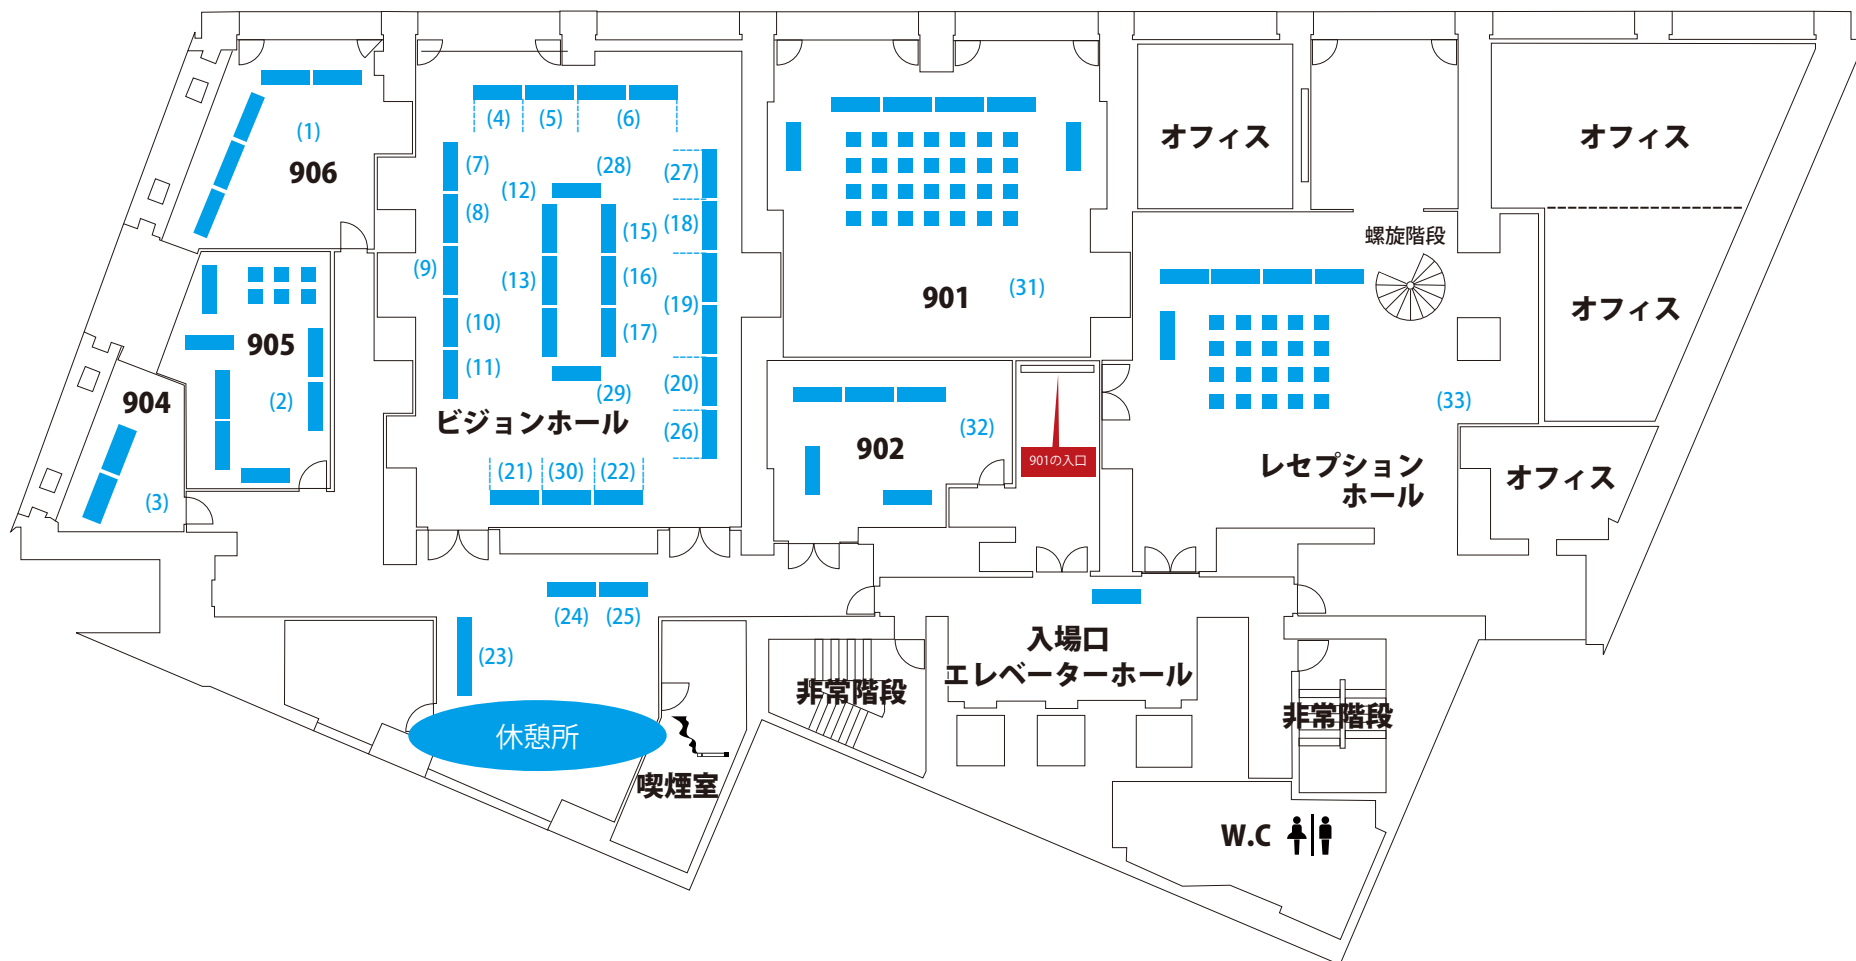 (1)
906
(2)
905
904
(3)
(4)
(5)
(6)
(7)
(8)
(9)
(10)
(11)
(12)
(13)
(28)
(15)
(16)
(17)
(29)
(27)
(18)
(19)
(20)
(26)
ビジョンホール
(21)
(30)
(22)
(23)
(24)
(25)
休憩所
喫煙室
901
(31)
902
(32)
901の入口
オフィス
オフィス
オフィス
オフィス
螺旋階段
(33)
レセプション
ホール
入場口
エレベーターホール
非常階段
非常階段
W.C